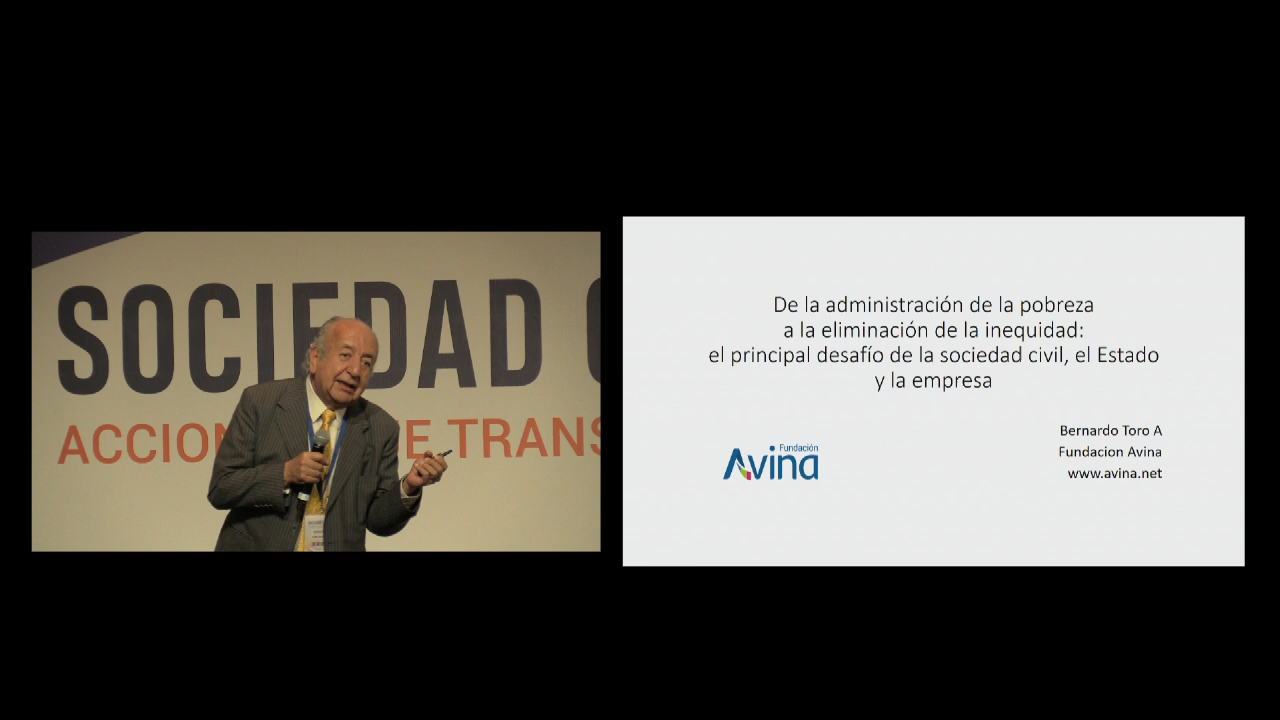 SOCIEDAD
ACCION E TRANS
De la administración de la pobreza
a la eliminación de la inequidad:
el principal desafío de la sociedad civil, el Estado
y la empresa
Bernardo Toro A
Fundacion Avina
www.avina.net
Fundación
Avina